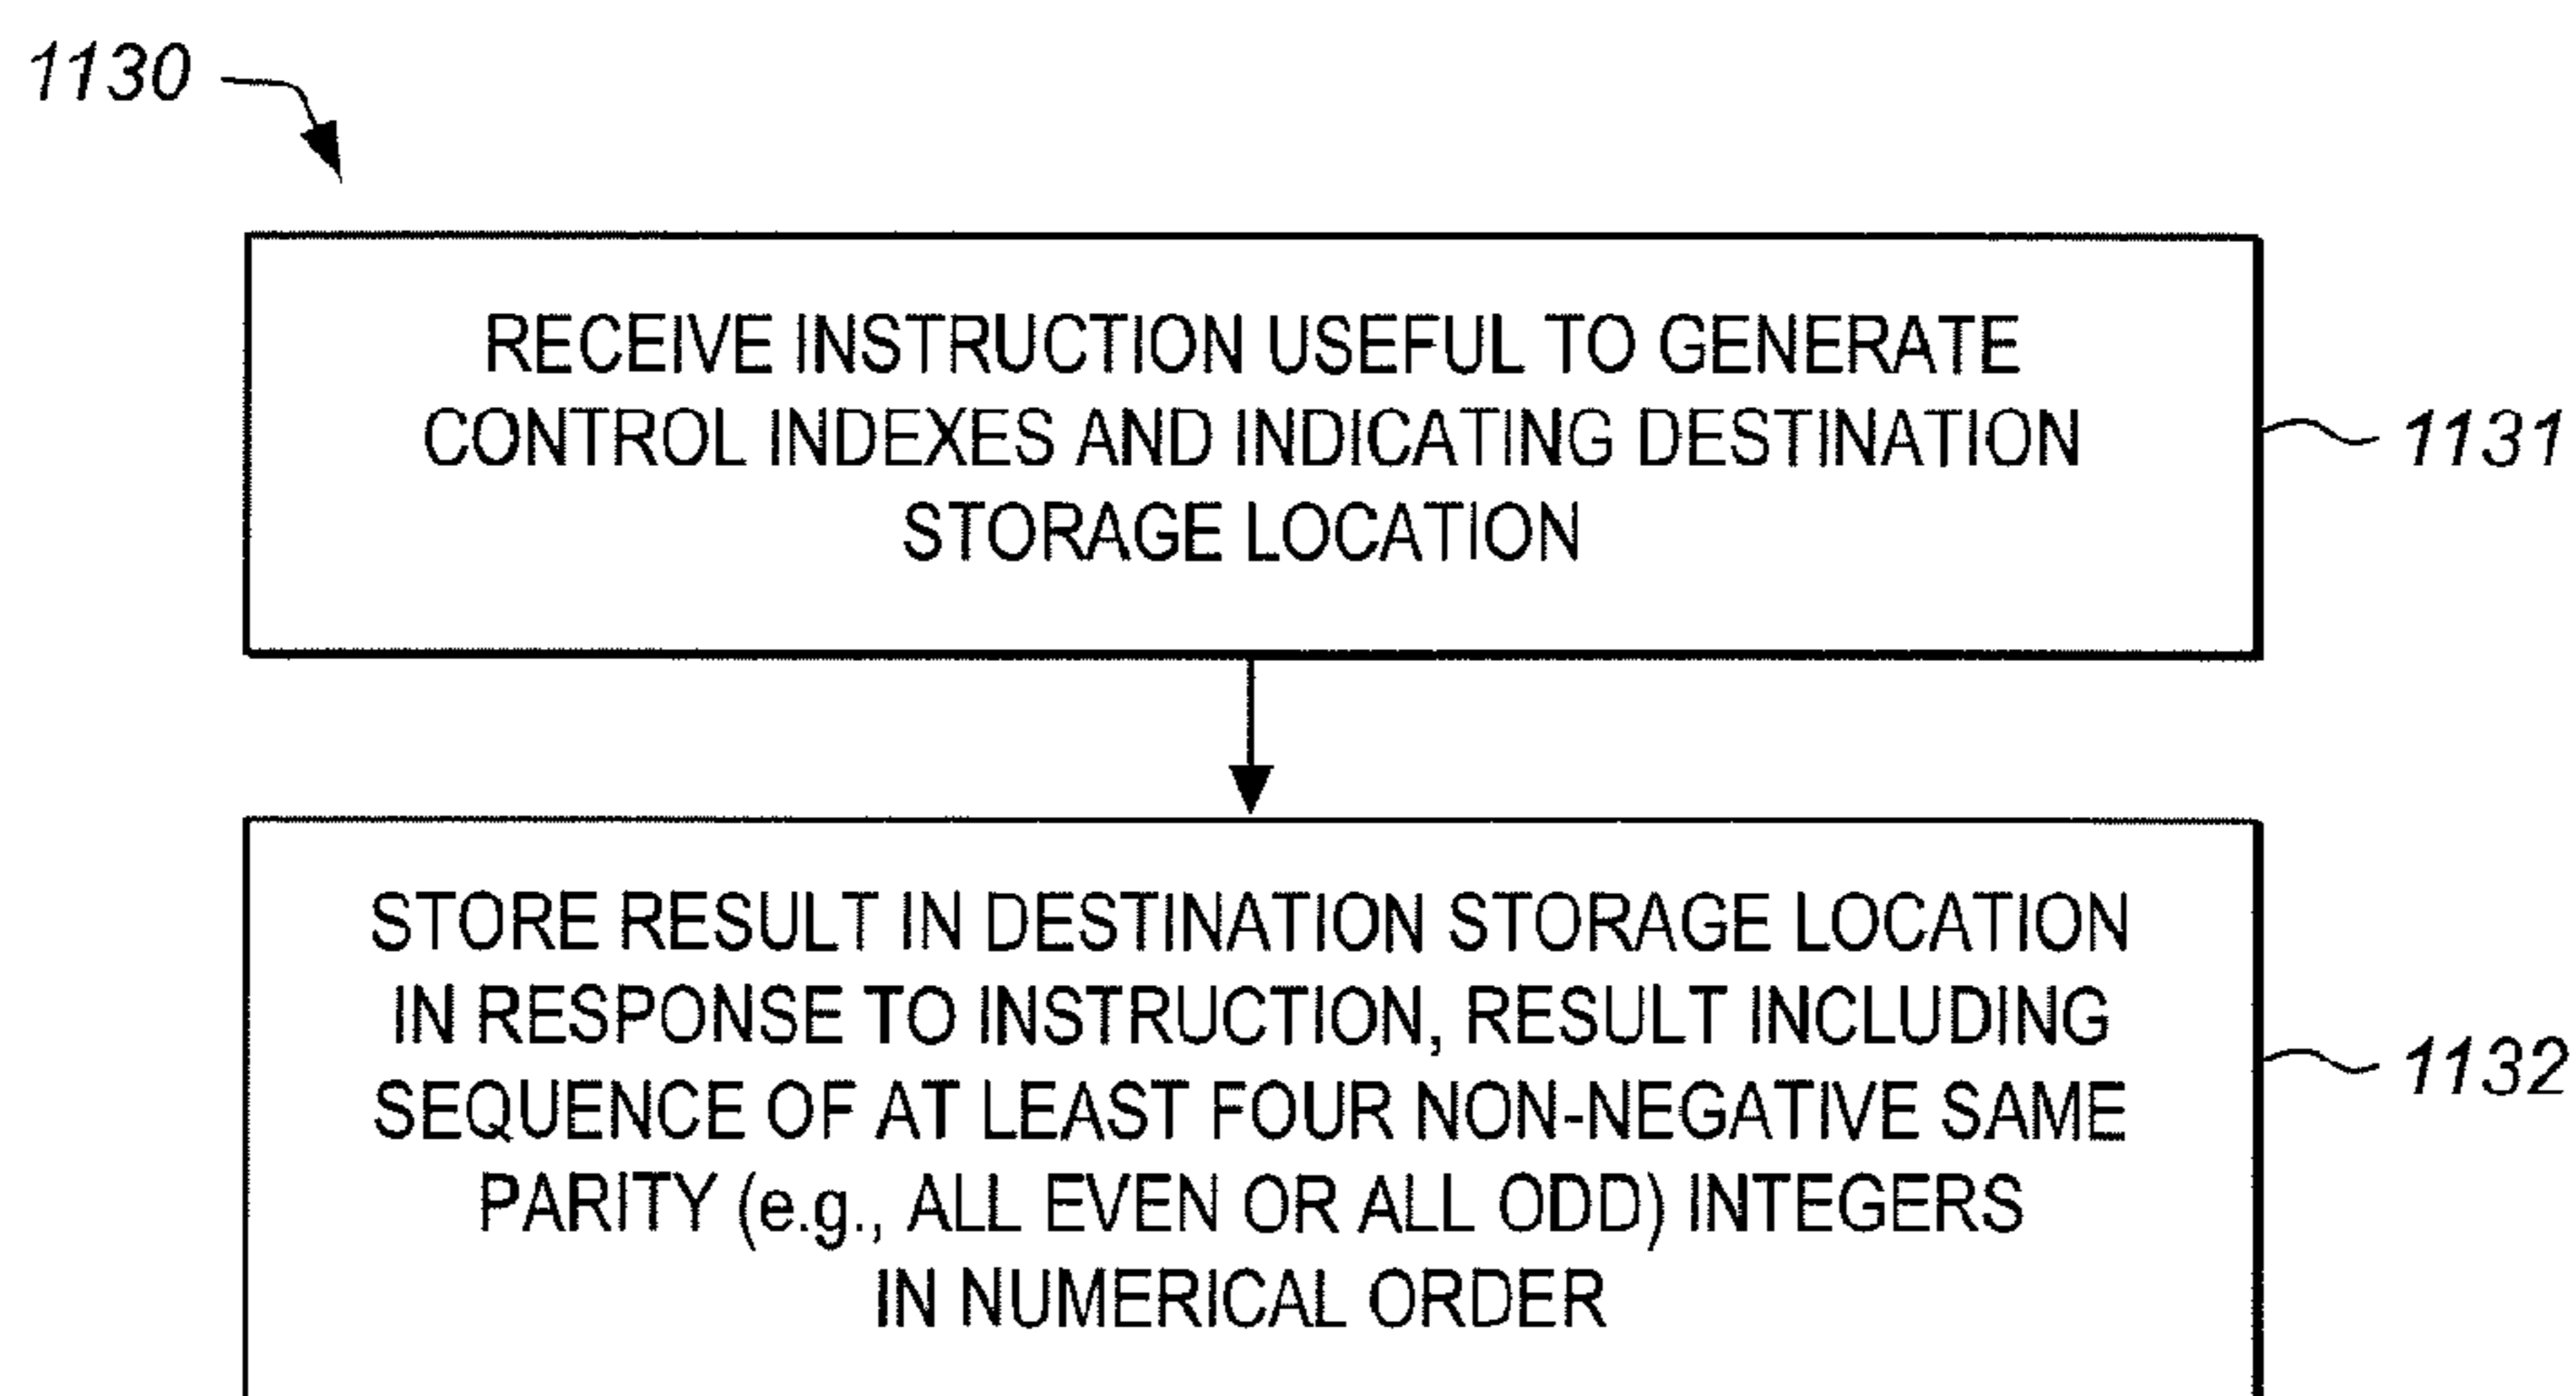 1130
RECEIVE INSTRUCTION USEFUL TO GENERATE
CONTROL INDEXES AND INDICATING DESTINATION
STORAGE LOCATION
1131
STORE RESULT IN DESTINATION STORAGE LOCATION
IN RESPONSE TO INSTRUCTION, RESULT INCLUDING
SEQUENCE OF AT LEAST FOUR NON-NEGATIVE SAME
PARITY (e.g., ALL EVEN OR ALL ODD) INTEGERS
IN NUMERICAL ORDER
1132